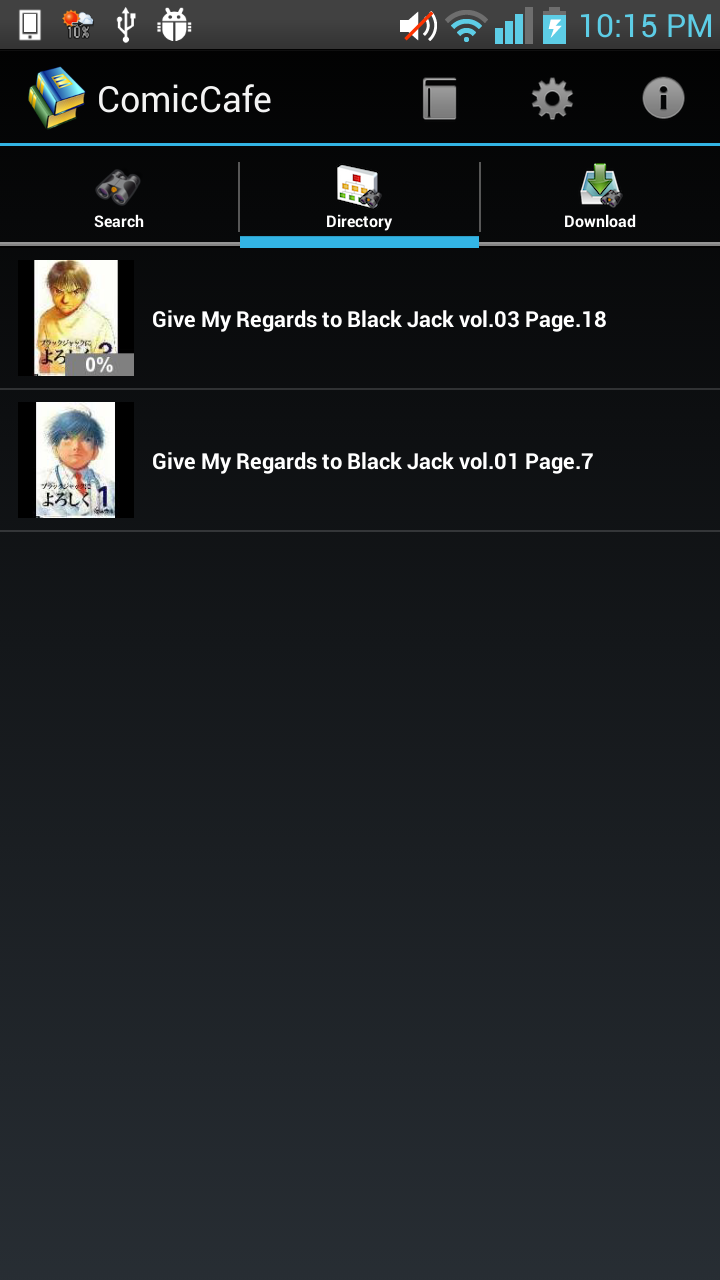 10%
10:15 PM
ComicCafe
Search
Directory
Download
Give My Regards to Black Jack vol.03 Page.18
ブラックジャックに
よろしく
0%
Give My Regards to Black Jack vol.01 Page.7
ブラックジャックに
よろしく 1